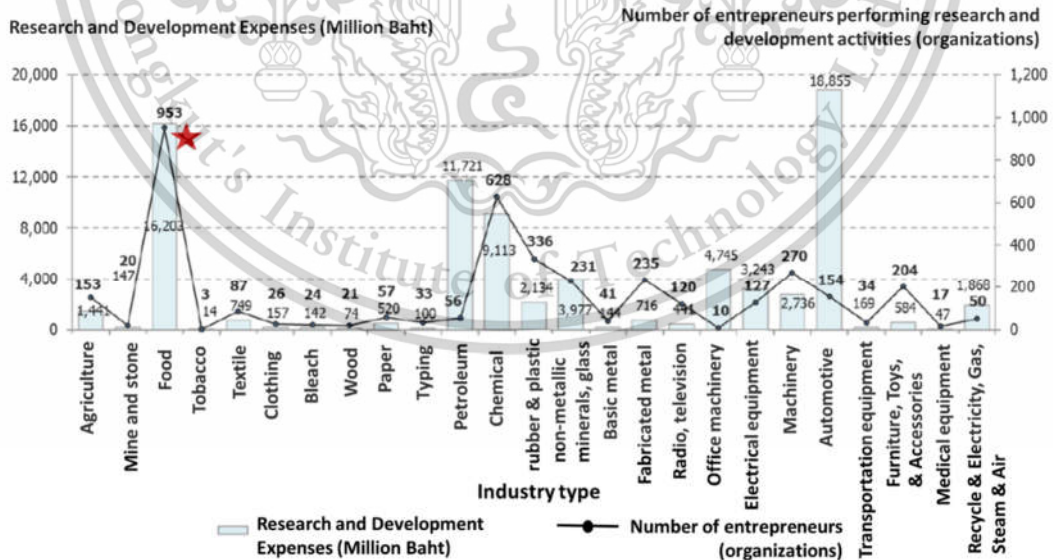 Research and Development Expenses (Million Baht)
Number of entrepreneurs performing research and
development activities (organizations)
20,000
16,000
12,000
8,000
4,000
0
1,200
1,000
800
600
400
200
0
153
1,441
20
147
953
16,203
3
14
87
749
26
157
24
142
21
74
57
520
33
100
11,721
56
628
9,113
336
2,134
231
3,977
41
144
235
716
120
441
4,745
10
3,243
127
270
2,736
18,855
154
34
169
204
584
17
47
1,868
50
Agriculture
Mine and stone
Food
Tobacco
Textile
Clothing
Bleach
Wood
Paper
Typing
Petroleum
Chemical
rubber & plastic
non-metallic
minerals, glass
Basic metal
Fabricated metal
Radio, television
Office machinery
Electrical equipment
Machinery
Automotive
Transportation equipment
Furniture, Toys,
& Accessories
Medical equipment
Recycle & Electricity, Gas,
Steam & Air
Industry type
Research and Development
Expenses (Million Baht)
Number of entrepreneurs
(organizations)
Institute of Technology